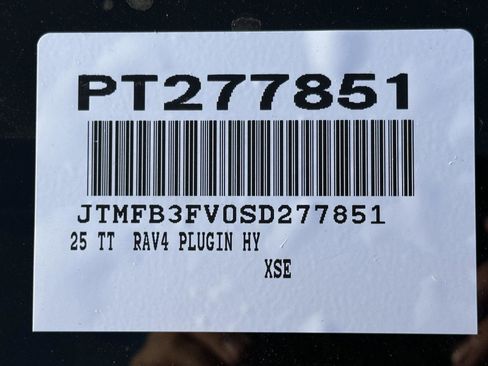 PT277851
JTMFB3FV0SD277851
25 TT RAV4 PLUGIN HY
XSE